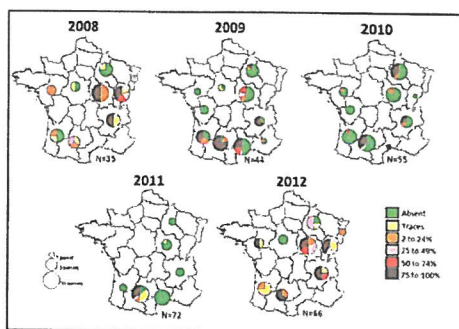 2008
2009
2010
N=35
N=44
N=55
2011
2012
Absent
Traces
2 to 24%
25 to 49%
50 to 74%
75 to 100%
N=72
N=66